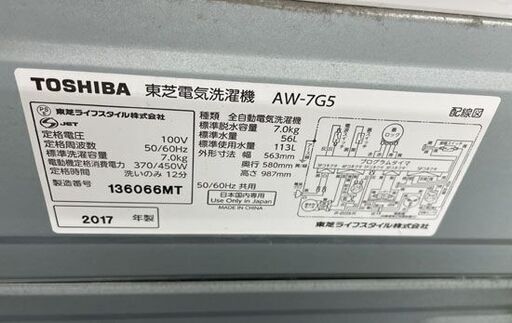 TOSHIBA 東芝電気洗濯機 AW-7G5
東芝ライフスタイル株式会社
JET
定格電圧 100V
定格周波数 50/60Hz
標準洗濯容量 7.0kg
電動機定格消費電力 370/450W
定格時間 洗いのみ 12分
製造番号 136066MT
2017 年製
種類 全自動電気洗濯機
標準脱水容量 7.0kg
標準水量 56L
標準使用水量 113L
外形寸法 幅 563mm
奥行 580mm
高さ 987mm
50/60Hz 共用
日本国内専用
Use Only in Japan
MADE IN CHINA
配線図
プログラムタイマ
東芝ライフスタイル株式会社